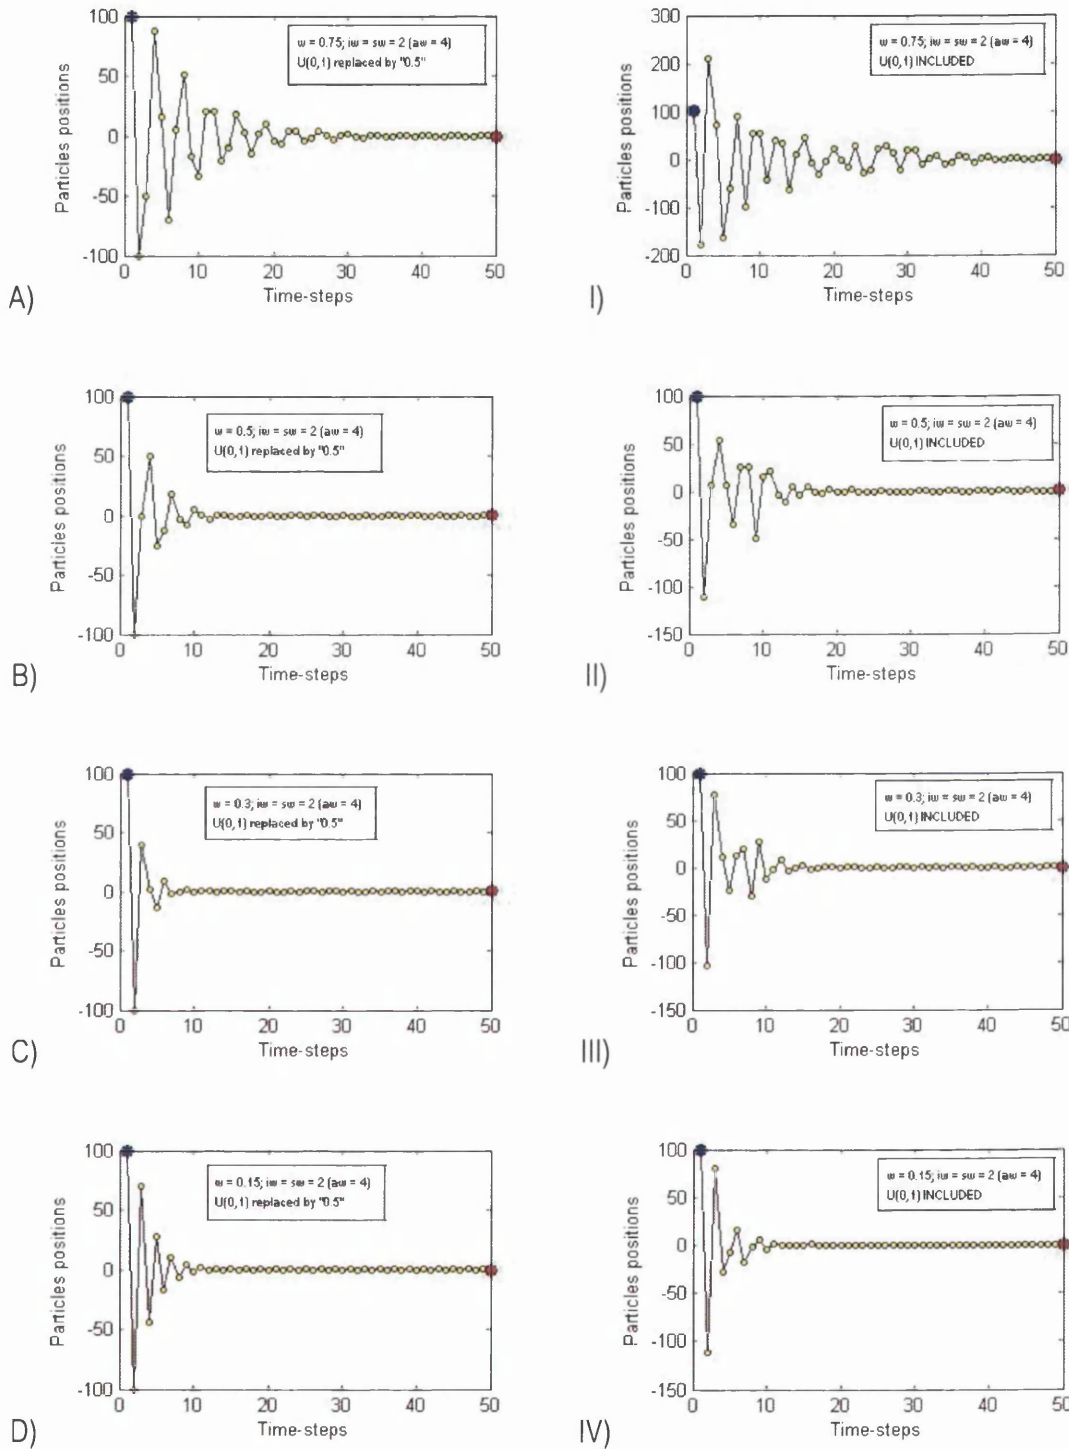 100
50
0
-50
-100
Particles positions
w = 0.75; iw = sw = 2 (aw = 4)
U(0,1) replaced by "0.5"
0 10 20 30 40 50
Time-steps
A)
300
200
100
0
-100
-200
Particles positions
w = 0.75; iw = sw = 2 (aw = 4)
U(0,1) INCLUDED
0 10 20 30 40 50
Time-steps
I)
100
50
0
-50
-100
Particles positions
w = 0.5; iw = sw = 2 (aw = 4)
U(0,1) replaced by "0.5"
0 10 20 30 40 50
Time-steps
B)
100
50
0
-50
-100
-150
Particles positions
w = 0.5; iw = sw = 2 (aw = 4)
U(0,1) INCLUDED
0 10 20 30 40 50
Time-steps
II)
100
50
0
-50
-100
Particles positions
w = 0.3; iw = sw = 2 (aw = 4)
U(0,1) replaced by "0.5"
0 10 20 30 40 50
Time-steps
C)
100
50
0
-50
-100
-150
Particles positions
w = 0.3; iw = sw = 2 (aw = 4)
U(0,1) INCLUDED
0 10 20 30 40 50
Time-steps
III)
100
50
0
-50
-100
Particles positions
w = 0.15; iw = sw = 2 (aw = 4)
U(0,1) replaced by "0.5"
0 10 20 30 40 50
Time-steps
D)
100
50
0
-50
-100
-150
Particles positions
w = 0.15; iw = sw = 2 (aw = 4)
U(0,1) INCLUDED
0 10 20 30 40 50
Time-steps
IV)